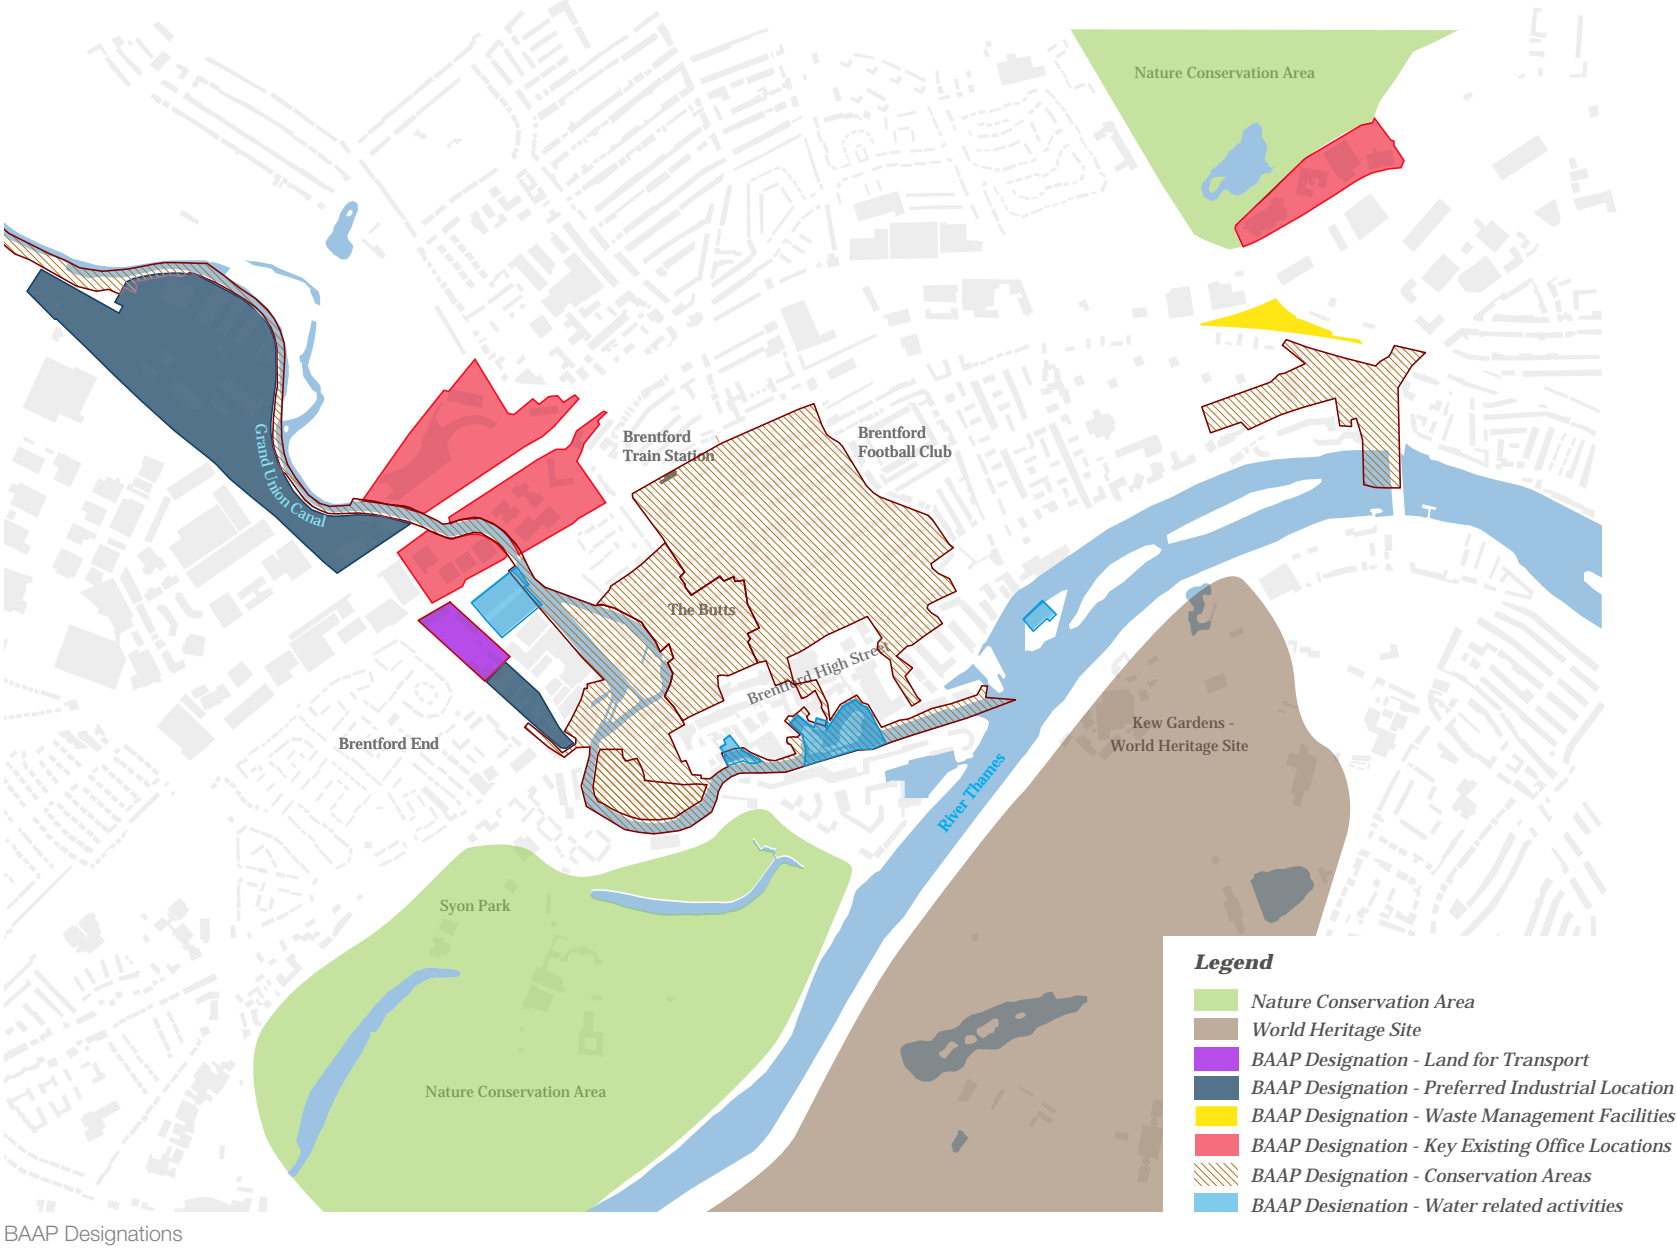 Nature Conservation Area
Grand Union Canal
Brentford
Train Station
Brentford
Football Club
The Butts
Brentford High Street
Brentford End
Kew Gardens -
World Heritage Site
River Thames
Syon Park
Nature Conservation Area
Legend
Nature Conservation Area
World Heritage Site
BAAP Designation - Land for Transport
BAAP Designation - Preferred Industrial Location
BAAP Designation - Waste Management Facilities
BAAP Designation - Key Existing Office Locations
BAAP Designation - Conservation Areas
BAAP Designation - Water related activities
BAAP Designations